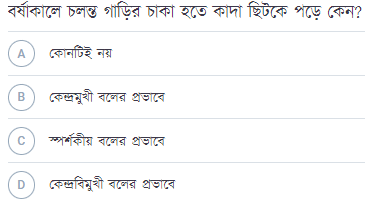 বর্ষাকালে চলন্ত গাড়ির চাকা হতে কাদা ছিটকে পড়ে কেন?
A কোনটিই নয়
B কেন্দ্রমুখী বলের প্রভাবে
C স্পর্শকীয় বলের প্রভাবে
D কেন্দ্রবিমুখী বলের প্রভাবে